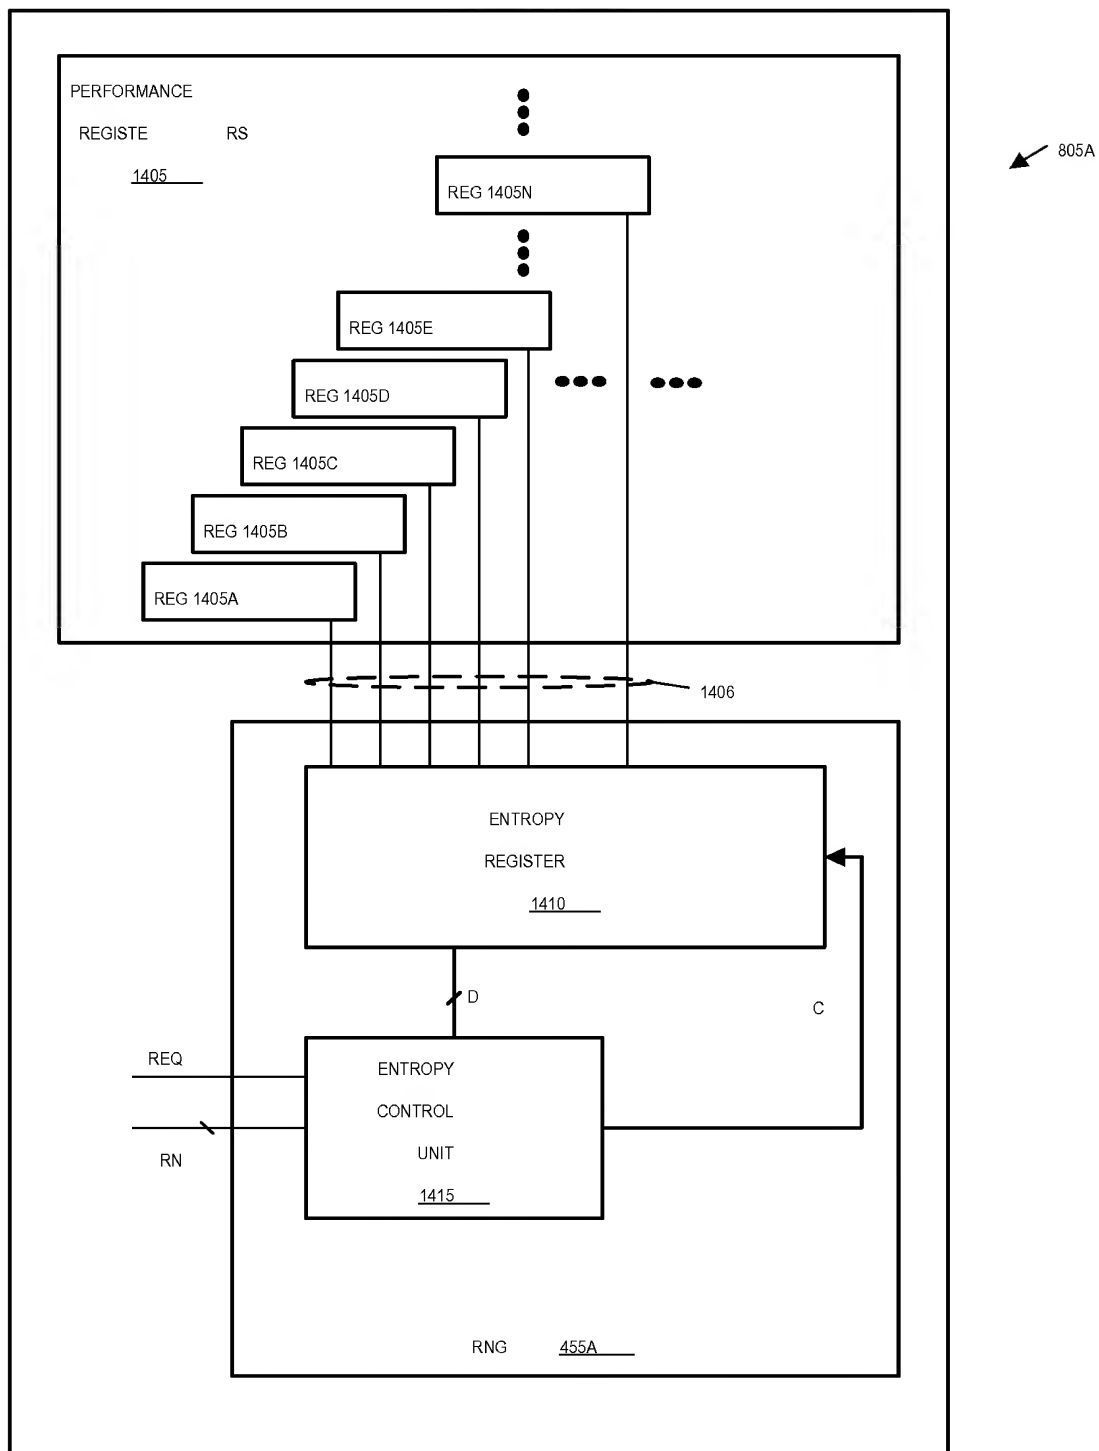 PERFORMANCE
REGISTE RS
1405
805A
REG 1405N
REG 1405E
REG 1405D
REG 1405C
REG 1405B
REG 1405A
1406
ENTROPY
REGISTER
1410
D
C
REQ
RN
ENTROPY
CONTROL
UNIT
1415
RNG 455A